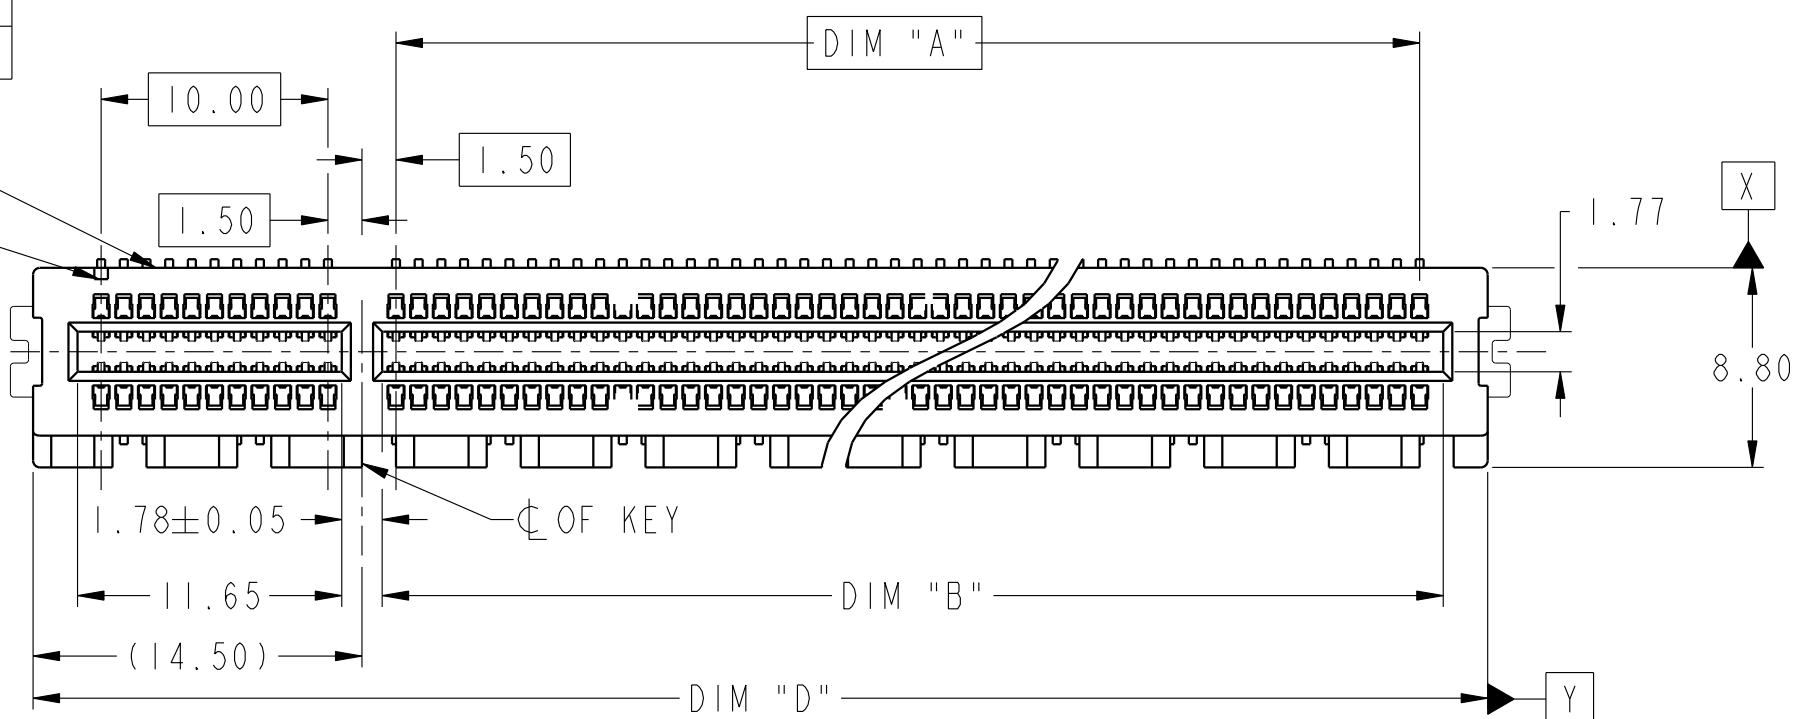 DIM "A"
10.00
1.50
1.50
1.77
X
8.80
1.78±0.05
℄ OF KEY
11.65
DIM "B"
(14.50)
DIM "D"
Y